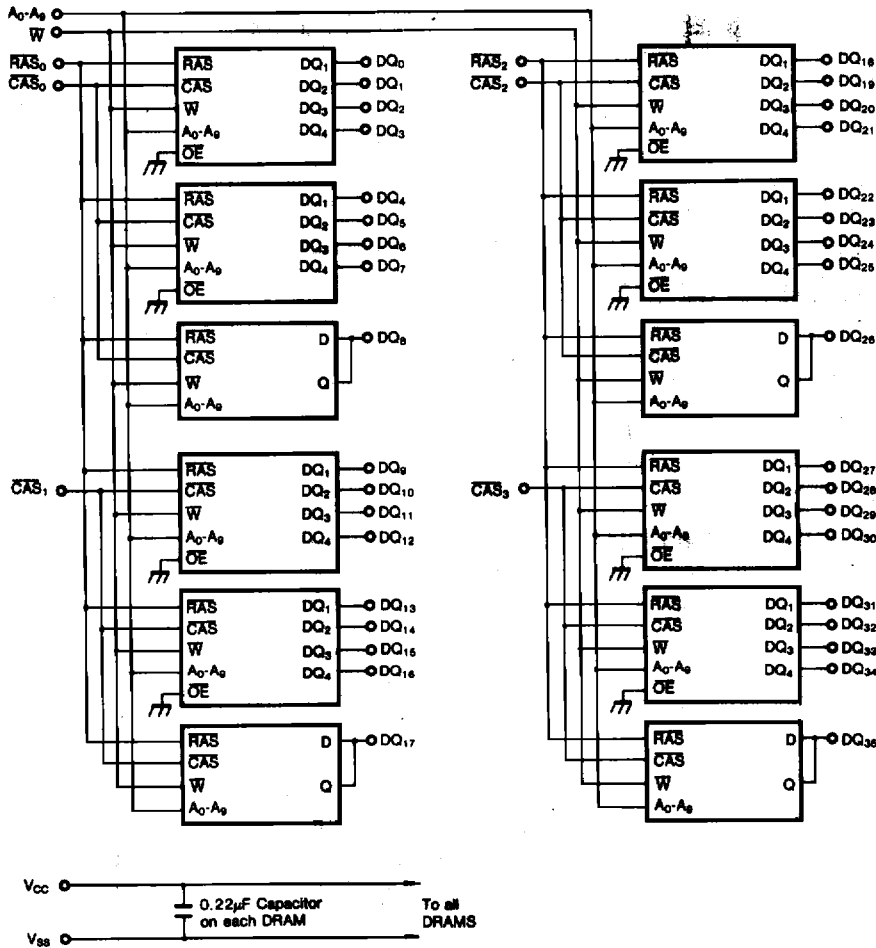 A0-A9
W
RAS0
CAS0
RAS DQ1 DQ0
CAS DQ2 DQ1
W DQ3 DQ2
A0-A9 DQ4 DQ3
OE
RAS DQ1 DQ4
CAS DQ2 DQ5
W DQ3 DQ6
A0-A9 DQ4 DQ7
OE
RAS D DQ8
CAS
W Q
A0-A9
CAS1
RAS DQ1 DQ9
CAS DQ2 DQ10
W DQ3 DQ11
A0-A9 DQ4 DQ12
OE
RAS DQ1 DQ13
CAS DQ2 DQ14
W DQ3 DQ15
A0-A9 DQ4 DQ16
OE
RAS D DQ17
CAS
W Q
A0-A9
RAS2
CAS2
RAS DQ1 DQ18
CAS DQ2 DQ19
W DQ3 DQ20
A0-A9 DQ4 DQ21
OE
RAS DQ1 DQ22
CAS DQ2 DQ23
W DQ3 DQ24
A0-A9 DQ4 DQ25
OE
RAS D DQ26
CAS
W Q
A0-A9
CAS3
RAS DQ1 DQ27
CAS DQ2 DQ28
W DQ3 DQ29
A0-A9 DQ4 DQ30
OE
RAS DQ1 DQ31
CAS DQ2 DQ32
W DQ3 DQ33
A0-A9 DQ4 DQ34
OE
RAS D DQ35
CAS
W Q
A0-A9
VCC
0.22μF Capacitor
on each DRAM
To all
DRAMS
VSS